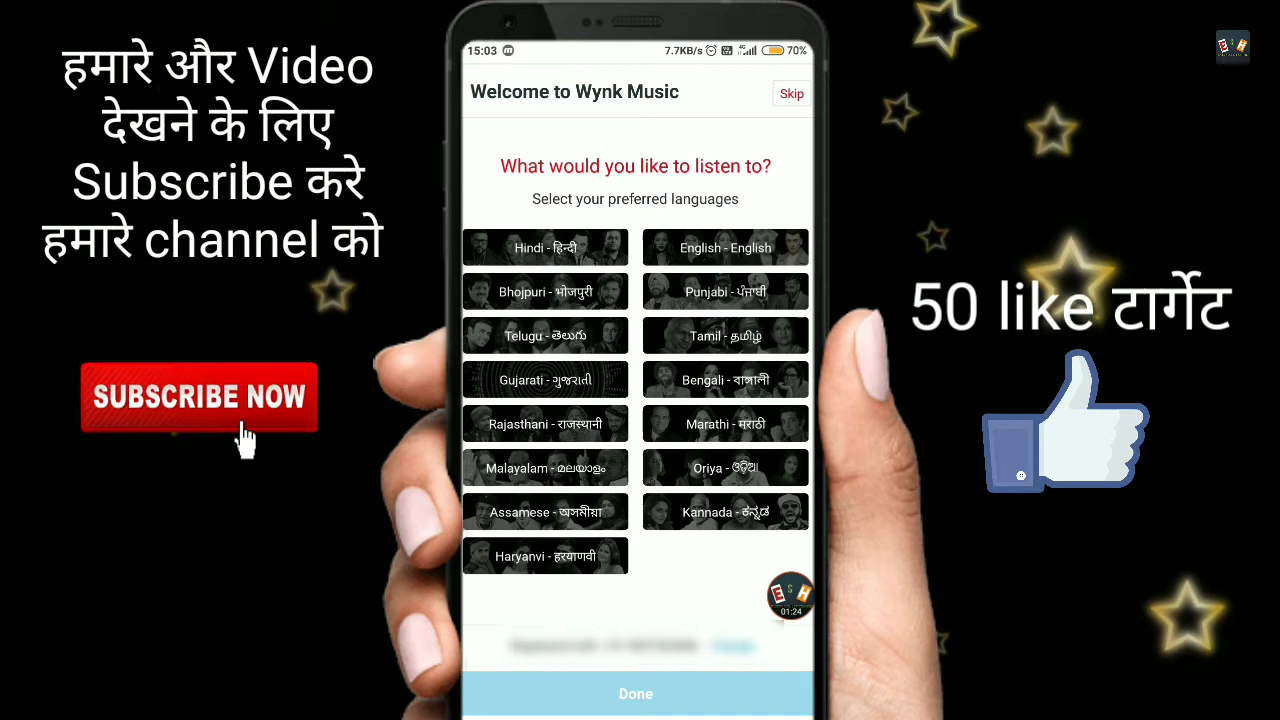 हमारे और Video
देखने के लिए
Subscribe करे
हमारे channel को
SUBSCRIBE NOW
15:03
7.7KB/s
70%
Welcome to Wynk Music
Skip
What would you like to listen to?
Select your preferred languages
Hindi - हिन्दी
English - English
Bhojpuri - भोजपुरी
Punjabi - ਪੰਜਾਬੀ
Telugu - తెలుగు
Tamil - தமிழ்
Gujarati - ગુજરાતી
Bengali - বাঙ্গালী
Rajasthani - राजस्थानी
Marathi - मराठी
Malayalam - മലയാളം
Oriya - ଓଡ଼ିଆ
Assamese - অসমীয়া
Kannada - ಕನ್ನಡ
Haryanvi - हरयाणवी
E S H
01:24
Done
50 like टार्गेट